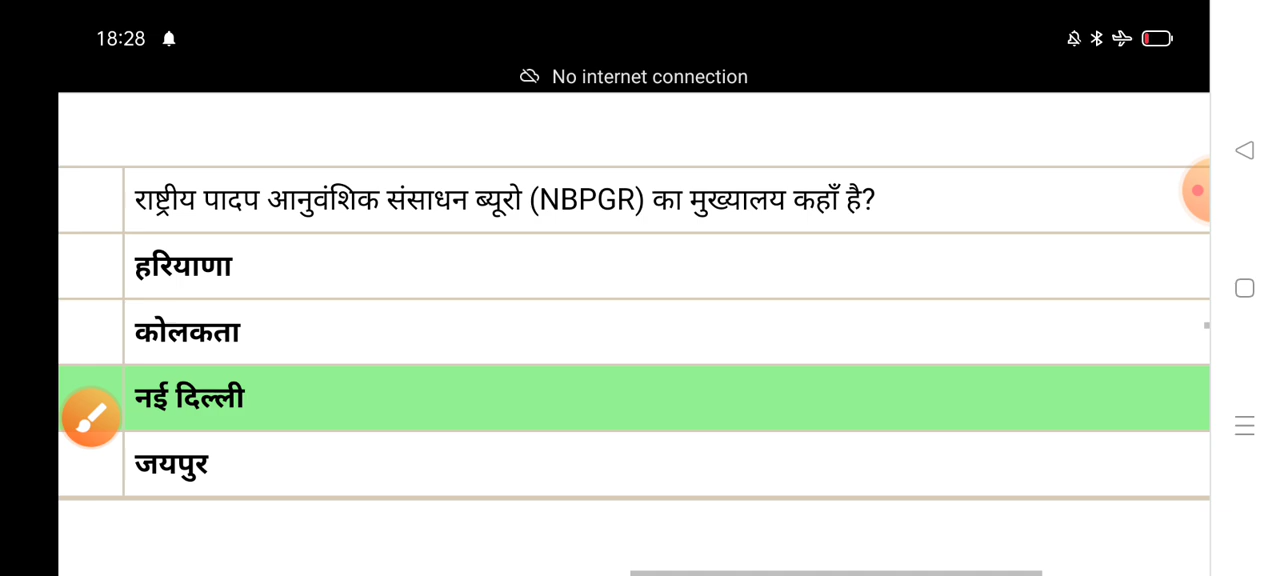 18:28
No internet connection
राष्ट्रीय पादप आनुवंशिक संसाधन ब्यूरो (NBPGR) का मुख्यालय कहाँ है?
हरियाणा
कोलकता
नई दिल्ली
जयपुर